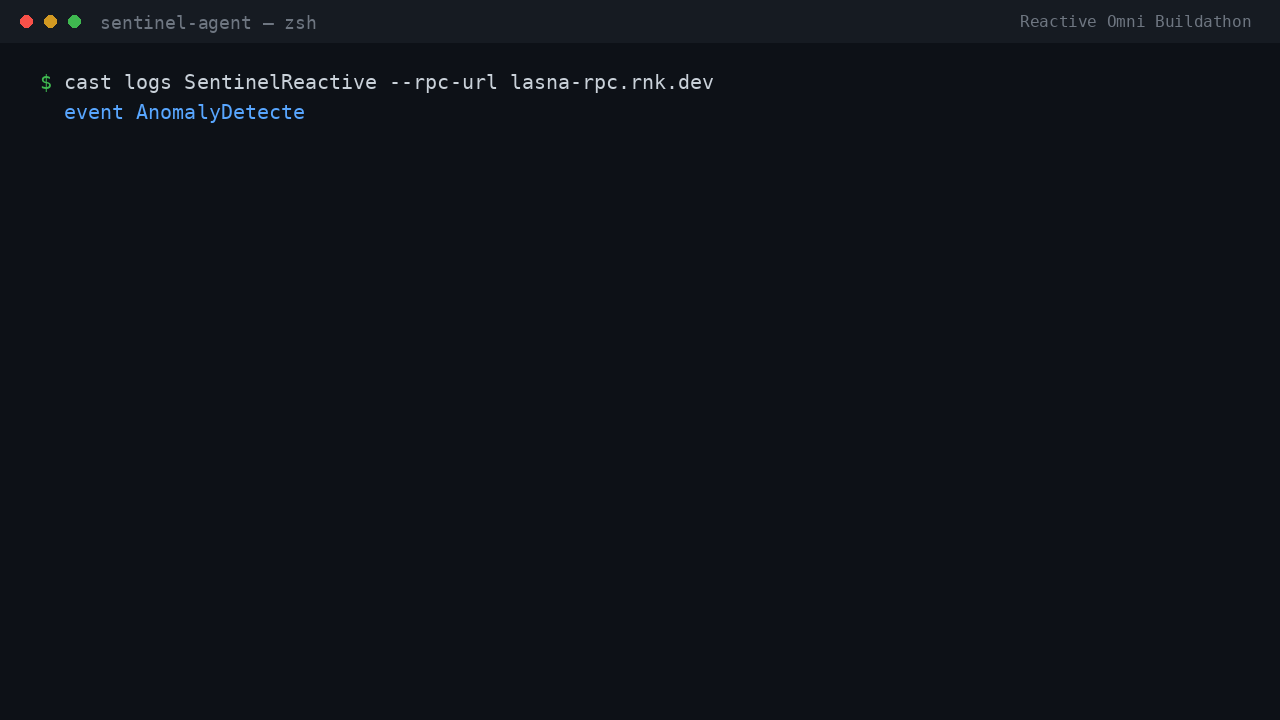 sentinel-agent — zsh
Reactive Omni Buildathon
$ cast logs SentinelReactive --rpc-url lasna-rpc.rnk.dev
event AnomalyDetecte